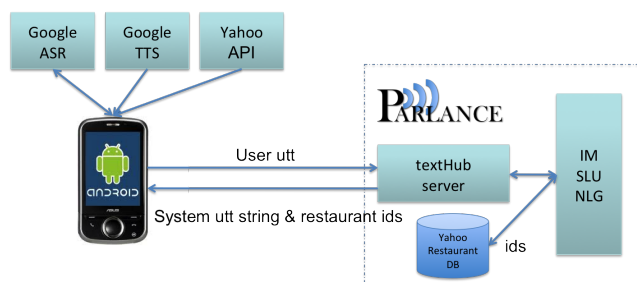 Google
ASR
Google
TTS
Yahoo
API
PARLANCE
ANDROID
ASUS
User utt
textHub
server
IM
SLU
NLG
System utt string & restaurant ids
Yahoo
Restaurant
DB
ids